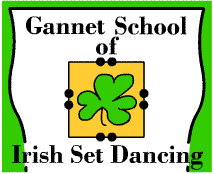 Gannet School
of
Irish Set Dancing